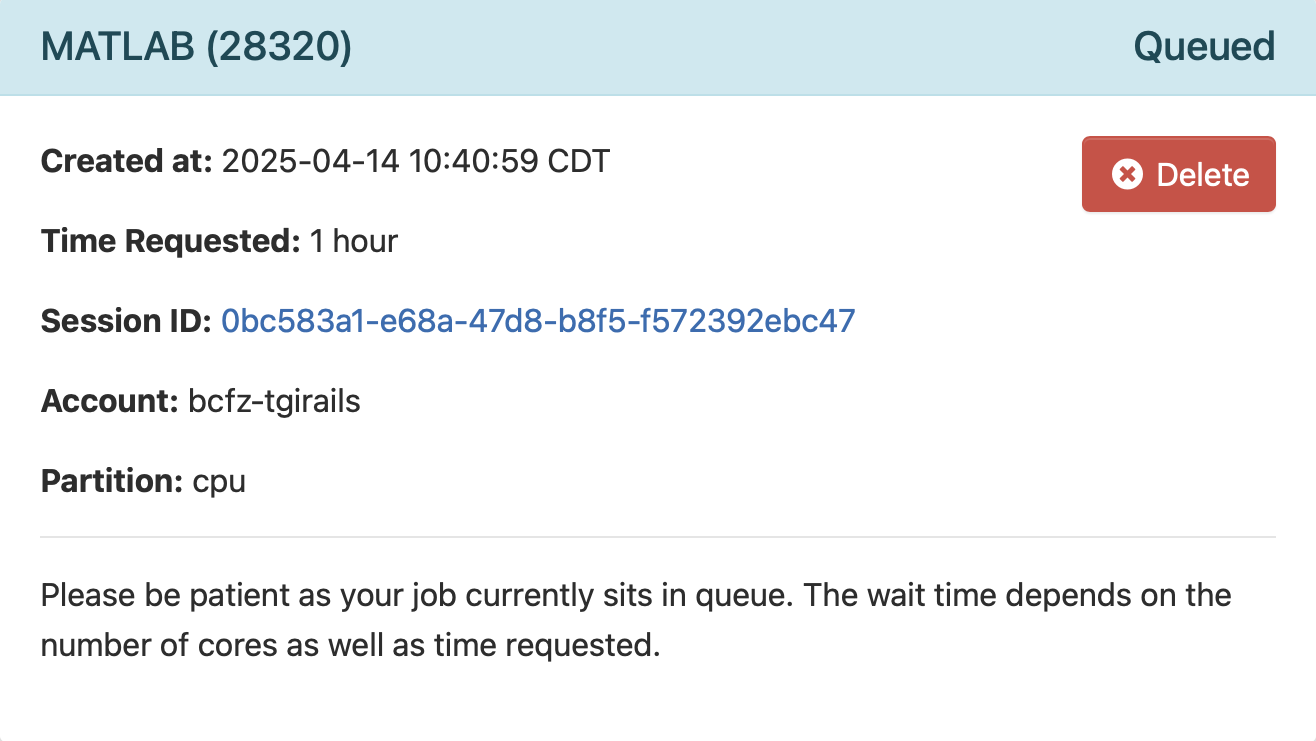 MATLAB (28320)
Queued
Created at: 2025-04-14 10:40:59 CDT
Delete
Time Requested: 1 hour
Session ID: 0bc583a1-e68a-47d8-b8f5-f572392ebc47
Account: bcfz-tgirails
Partition: cpu
Please be patient as your job currently sits in queue. The wait time depends on the
number of cores as well as time requested.